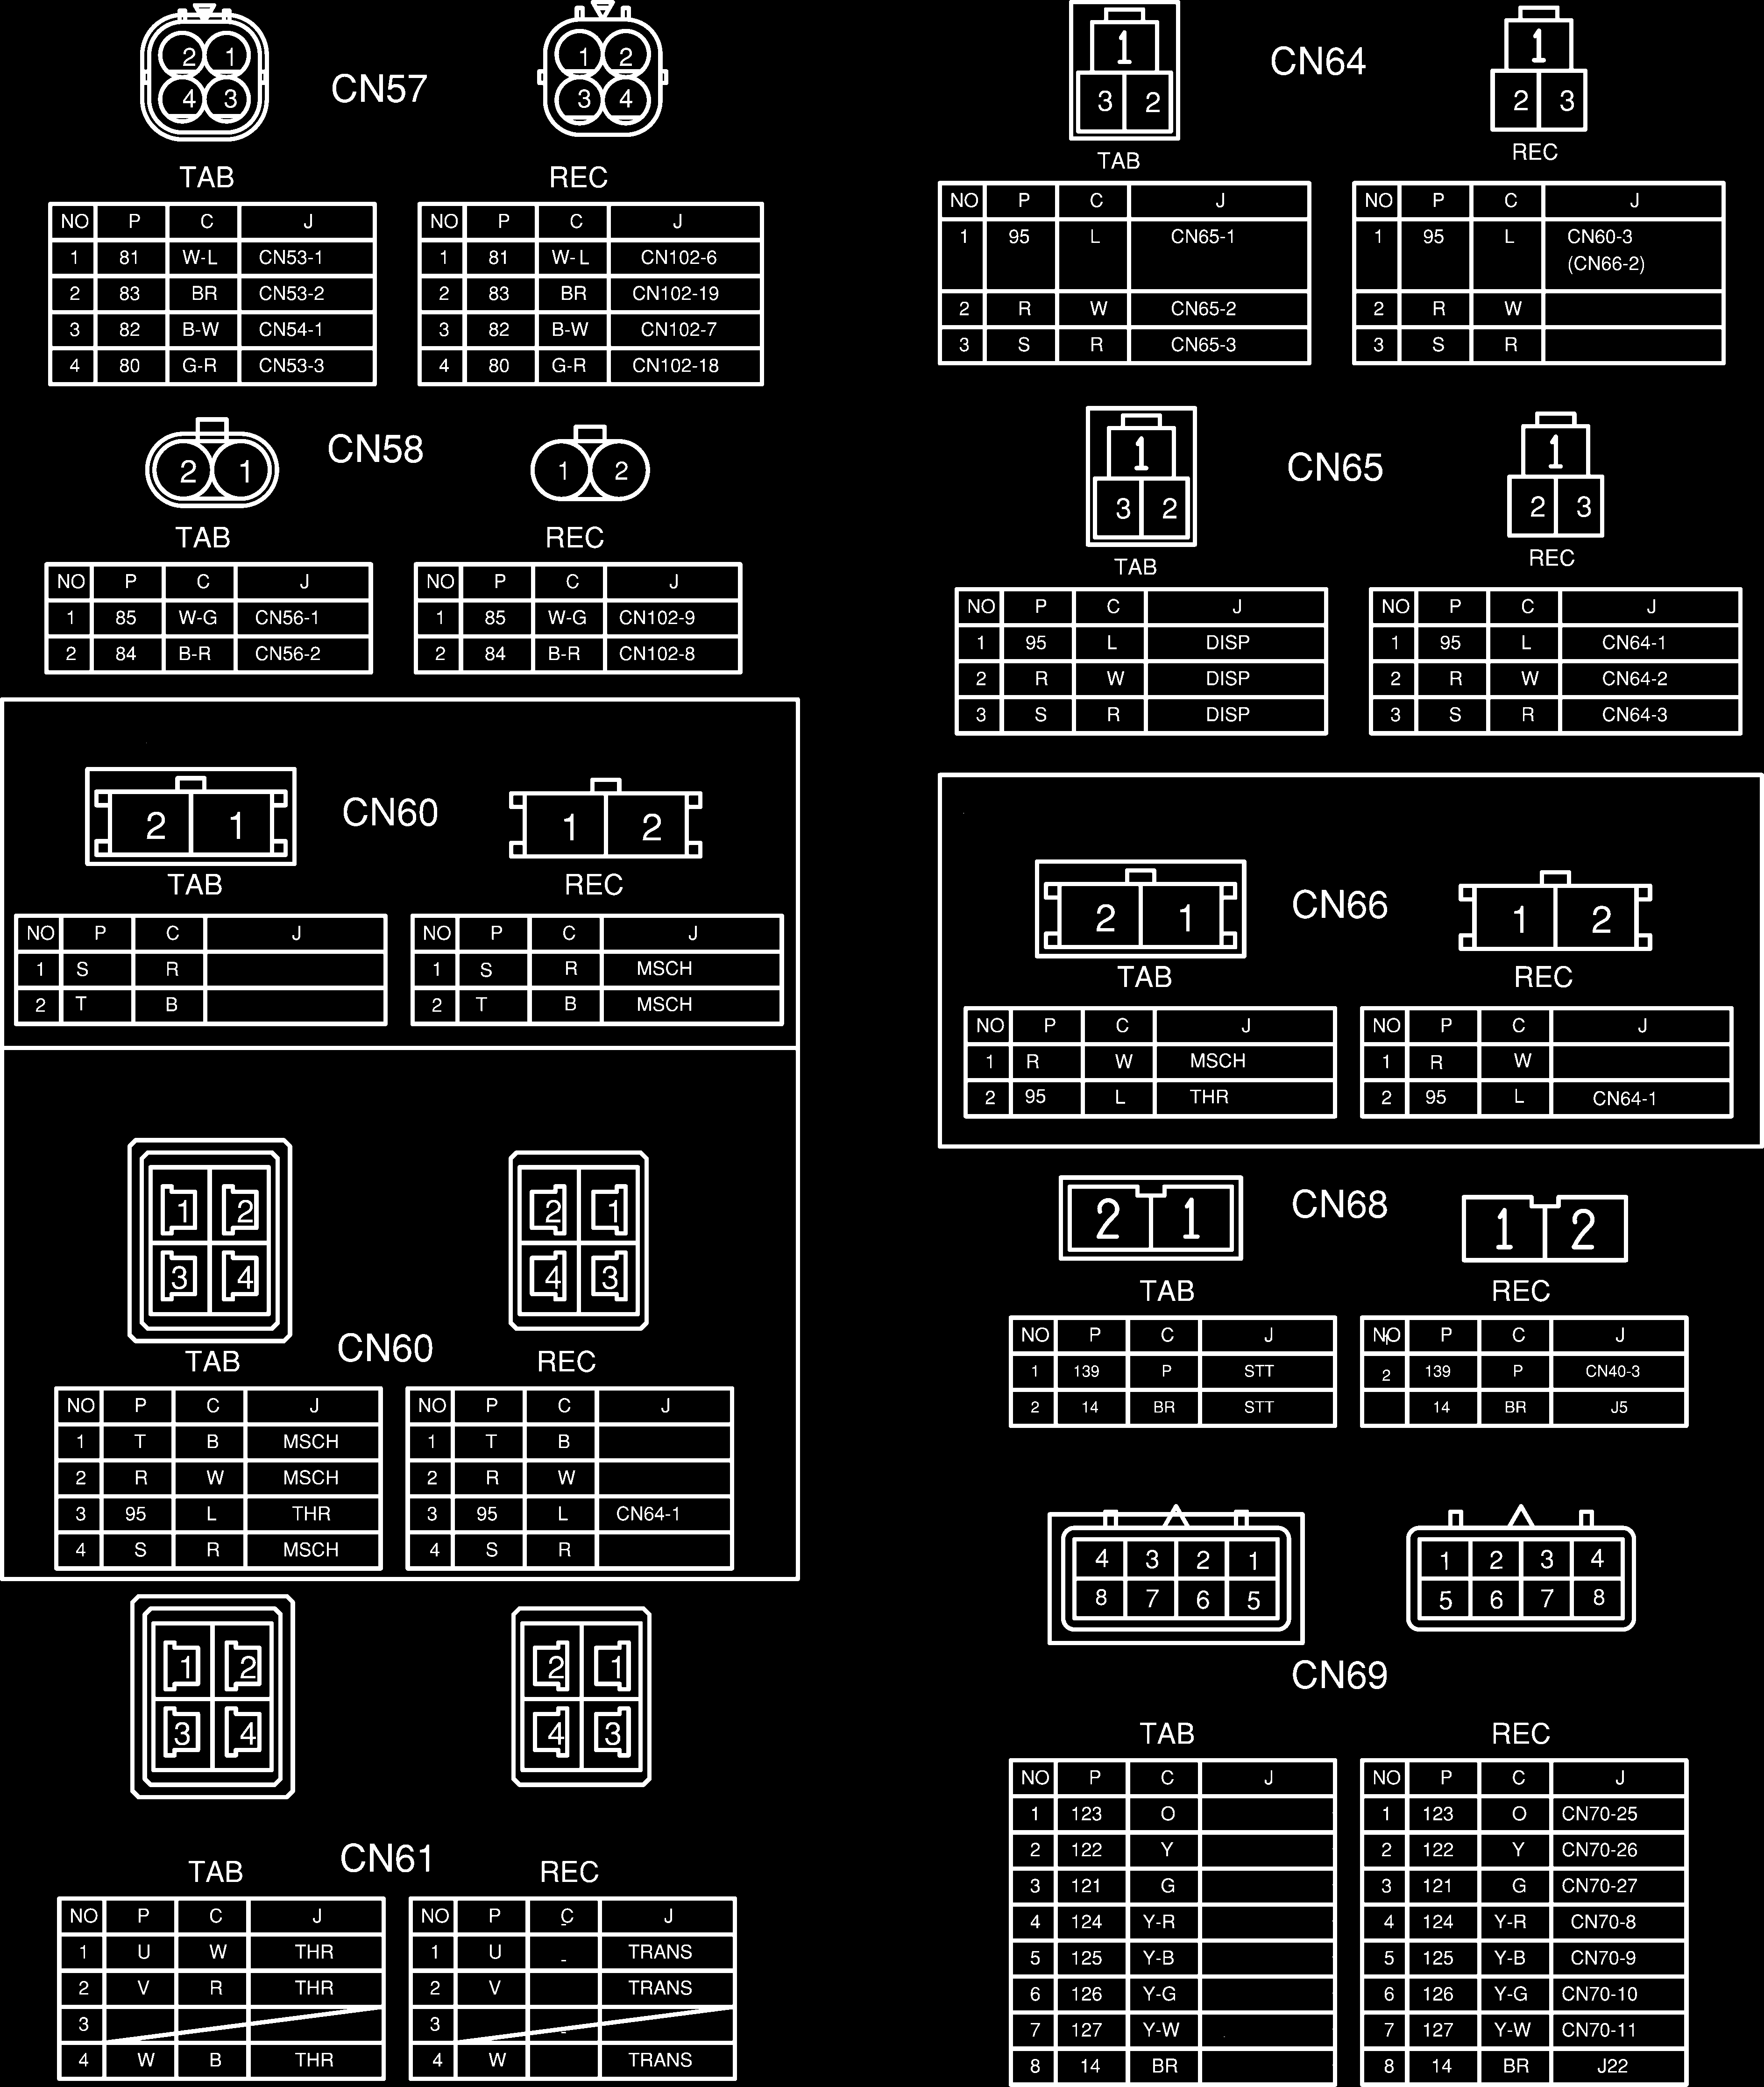 2 1
4 3
CN57
1 2
3 4
TAB
REC
NO P C J
1 81 W-L CN53-1
2 83 BR CN53-2
3 82 B-W CN54-1
4 80 G-R CN53-3
NO P C J
1 81 W-L CN102-6
2 83 BR CN102-19
3 82 B-W CN102-7
4 80 G-R CN102-18
2 1
CN58
1 2
TAB
REC
NO P C J
1 85 W-G CN56-1
2 84 B-R CN56-2
NO P C J
1 85 W-G CN102-9
2 84 B-R CN102-8
2 1
CN60
1 2
TAB
REC
NO P C J
1 S R
2 T B
NO P C J
1 S R MSCH
2 T B MSCH
1 2
3 4
2 1
4 3
CN60
TAB
REC
NO P C J
1 T B MSCH
2 R W MSCH
3 95 L THR
4 S R MSCH
NO P C J
1 T B
2 R W
3 95 L CN64-1
4 S R
1 2
3 4
2 1
4 3
CN61
TAB
REC
NO P C J
1 U W THR
2 V R THR
3
4 W B THR
NO P C J
1 U - TRANS
2 V TRANS
3 -
4 W TRANS
1
3 2
CN64
1
2 3
TAB
REC
NO P C J
1 95 L CN65-1
2 R W CN65-2
3 S R CN65-3
NO P C J
1 95 L CN60-3
(CN66-2)
2 R W
3 S R
1
3 2
CN65
1
2 3
TAB
REC
NO P C J
1 95 L DISP
2 R W DISP
3 S R DISP
NO P C J
1 95 L CN64-1
2 R W CN64-2
3 S R CN64-3
2 1
CN66
1 2
TAB
REC
NO P C J
1 R W MSCH
2 95 L THR
NO P C J
1 R W
2 95 L CN64-1
2 1
CN68
1 2
TAB
REC
NO P C J
1 139 P STT
2 14 BR STT
NO P C J
2 139 P CN40-3
14 BR J5
4 3 2 1
8 7 6 5
1 2 3 4
5 6 7 8
CN69
TAB
REC
NO P C J
1 123 O
2 122 Y
3 121 G
4 124 Y-R
5 125 Y-B
6 126 Y-G
7 127 Y-W
8 14 BR
NO P C J
1 123 O CN70-25
2 122 Y CN70-26
3 121 G CN70-27
4 124 Y-R CN70-8
5 125 Y-B CN70-9
6 126 Y-G CN70-10
7 127 Y-W CN70-11
8 14 BR J22